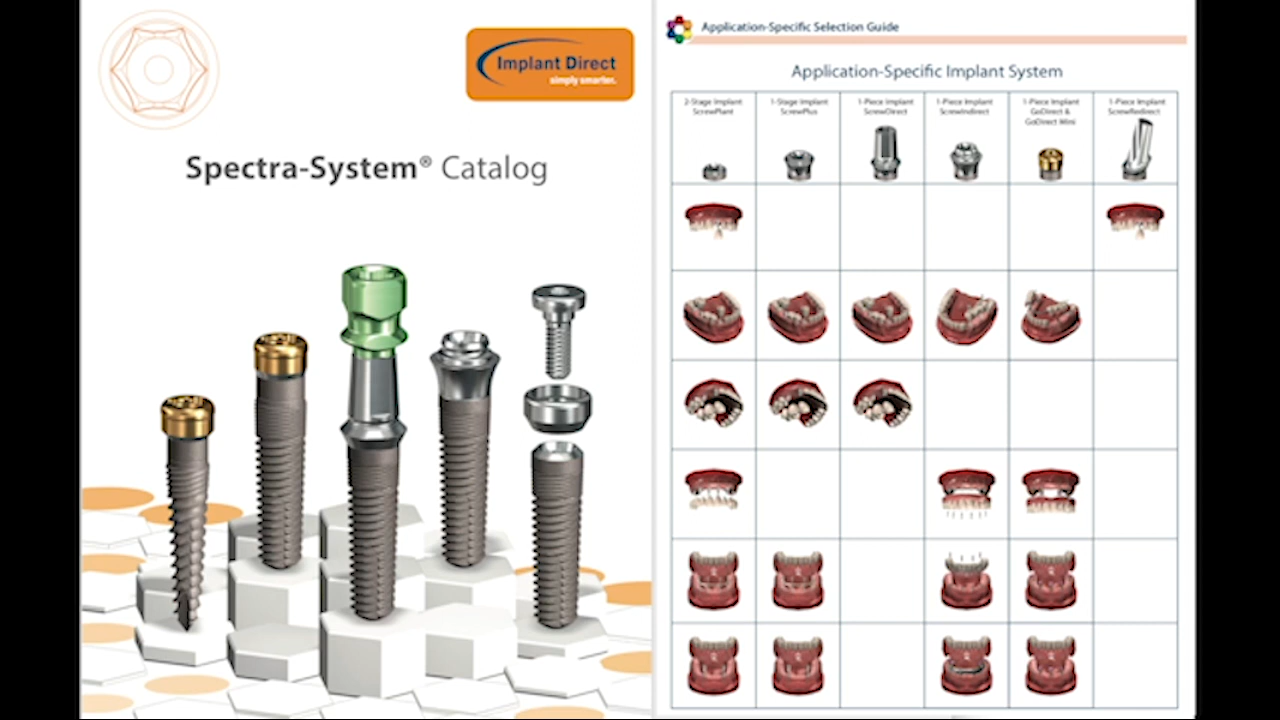 Implant Direct
simply smarter.
Spectra-System® Catalog
Application-Specific Selection Guide
Application-Specific Implant System
2-Stage Implant
ScrewPlant
1-Stage Implant
ScrewPlus
1-Piece Implant
ScrewDirect
1-Piece Implant
ScrewIndirect
1-Piece Implant
GoDirect &
GoDirect Mini
1-Piece Implant
ScrewRedirect